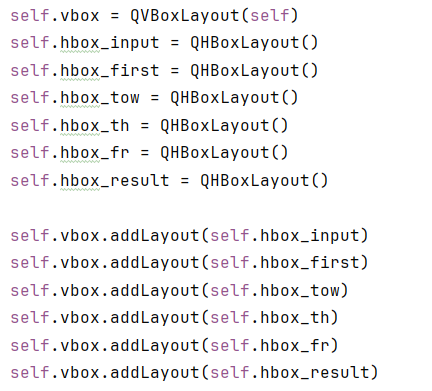 self.vbox = QVBoxLayout(self)
self.hbox_input = QHBoxLayout()
self.hbox_first = QHBoxLayout()
self.hbox_tow = QHBoxLayout()
self.hbox_th = QHBoxLayout()
self.hbox_fr = QHBoxLayout()
self.hbox_result = QHBoxLayout()

self.vbox.addLayout(self.hbox_input)
self.vbox.addLayout(self.hbox_first)
self.vbox.addLayout(self.hbox_tow)
self.vbox.addLayout(self.hbox_th)
self.vbox.addLayout(self.hbox_fr)
self.vbox.addLayout(self.hbox_result)